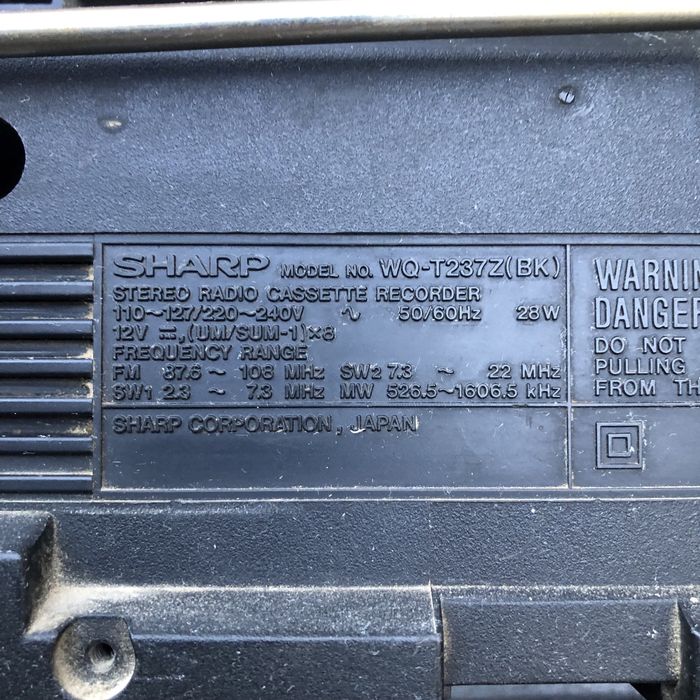 SHARP MODEL NO. WQ-T237Z(BK)
STEREO RADIO CASSETTE RECORDER
110~127/220~240V ∿ 50/60Hz 28W
12V ⎓,(UM/SUM-1)×8
FREQUENCY RANGE
FM 87.6 ~ 108 MHz SW2 7.3 ~ 22 MHz
SW1 2.3 ~ 7.3 MHz MW 526.5~1606.5 kHz
SHARP CORPORATION, JAPAN
WARNIN
DANGER
DO NOT
PULLING
FROM TH